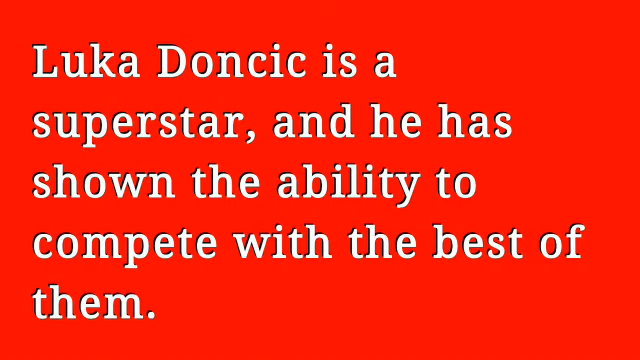 Luka Doncic is a
superstar, and he has
shown the ability to
compete with the best of
them.